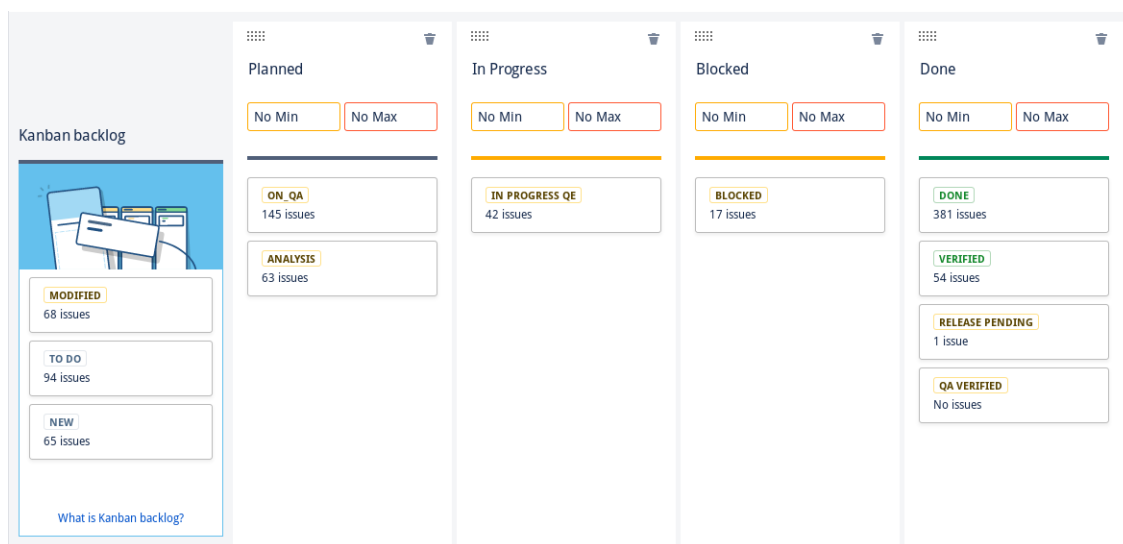 Kanban backlog
MODIFIED
68 issues
TO DO
94 issues
NEW
65 issues
What is Kanban backlog?
Planned
No Min
No Max
ON_QA
145 issues
ANALYSIS
63 issues
In Progress
No Min
No Max
IN PROGRESS QE
42 issues
Blocked
No Min
No Max
BLOCKED
17 issues
Done
No Min
No Max
DONE
381 issues
VERIFIED
54 issues
RELEASE PENDING
1 issue
QA VERIFIED
No issues